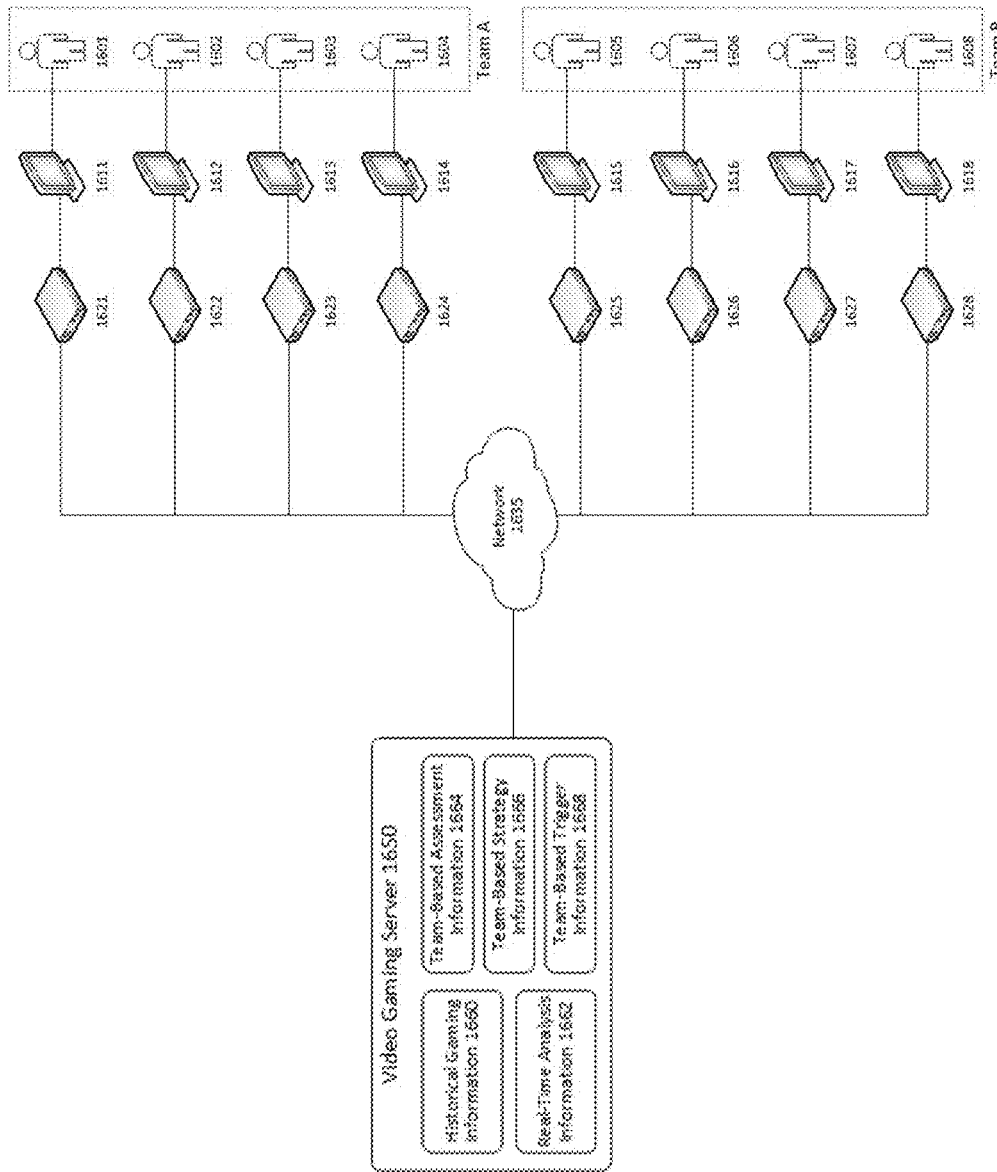 Video Gaming Server 1650
Historical Gaming
Information 1660
Real-Time Analysis
Information 1662
Team-Based Assessment
Information 1664
Team-Based Strategy
Information 1666
Team-Based Trigger
Information 1668
Network
1635
1621
1622
1623
1624
1625
1626
1627
1628
1611
1612
1613
1614
1615
1616
1617
1618
1601
1602
1603
1604
Team A
1605
1606
1607
1608
Team B